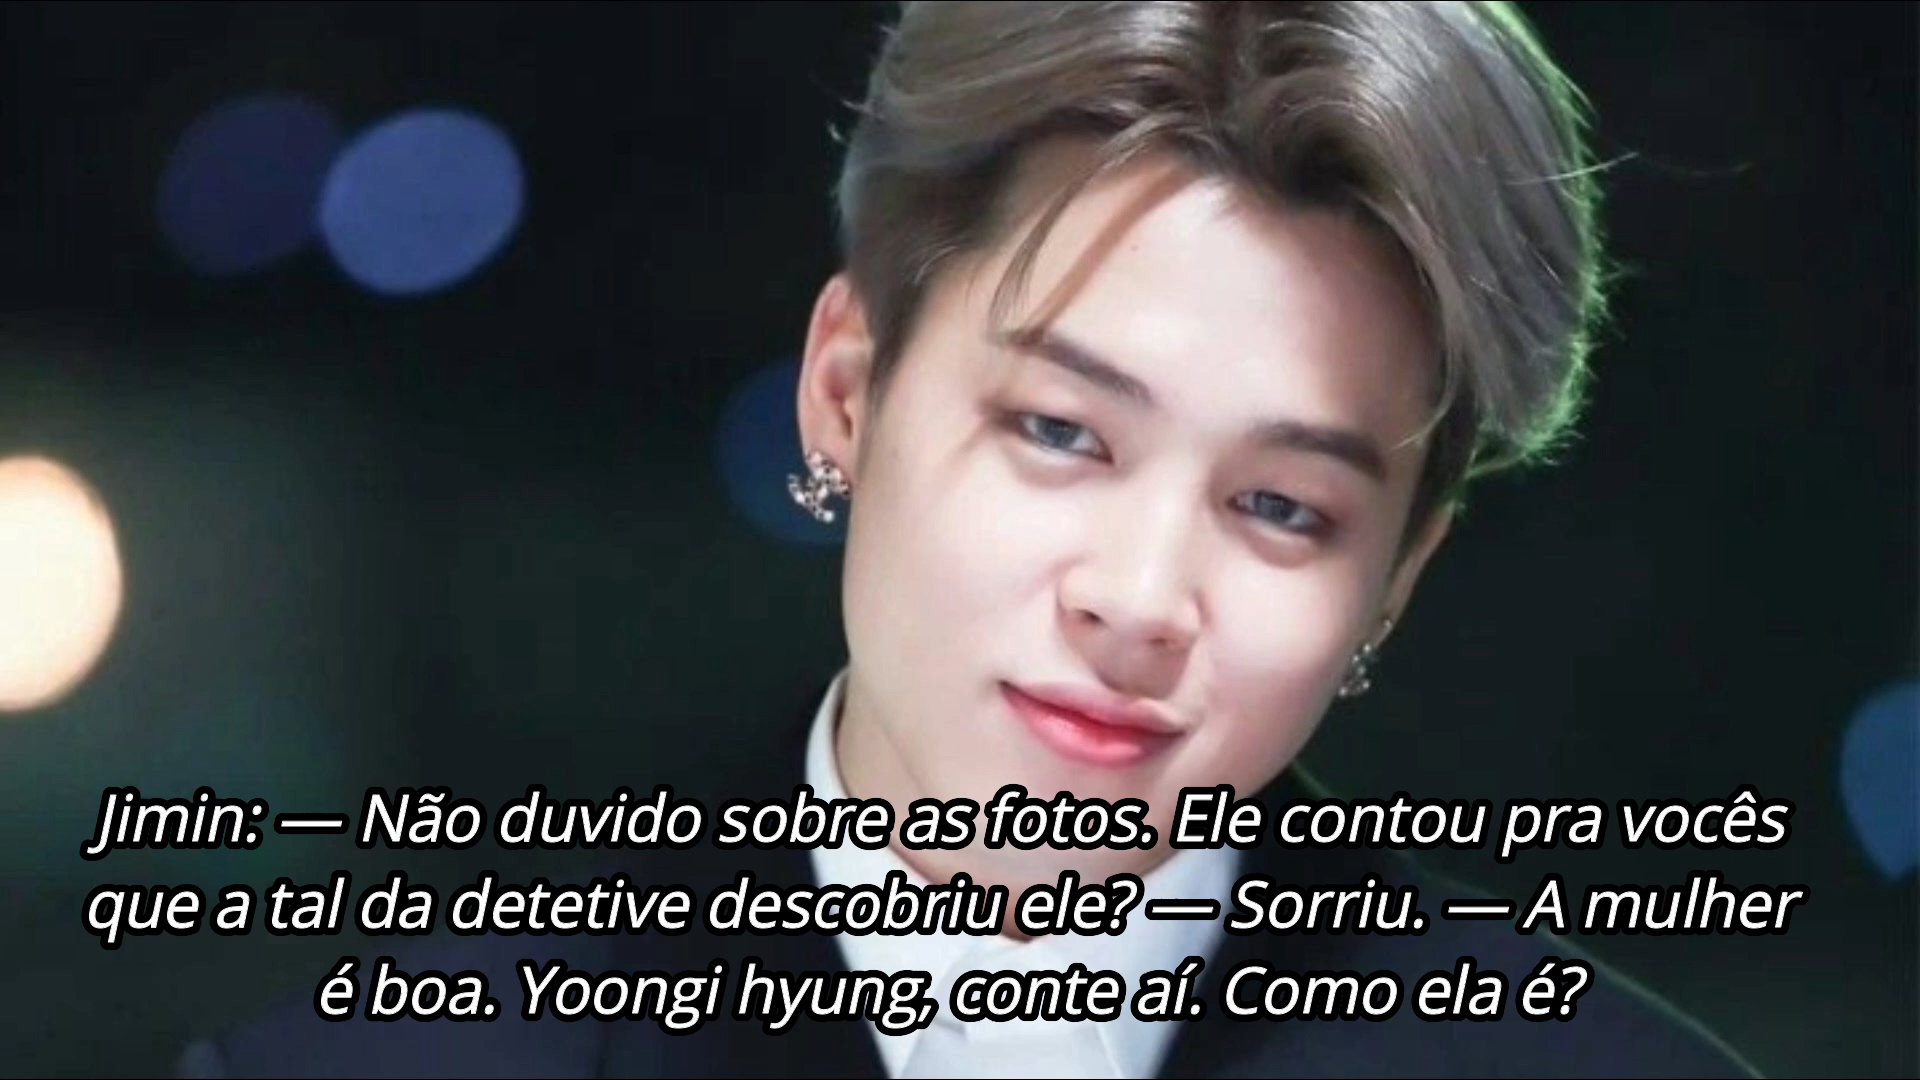 Jimin: — Não duvido sobre as fotos. Ele contou pra vocês
que a tal da detetive descobriu ele? — Sorriu. — A mulher
é boa. Yoongi hyung, conte aí. Como ela é?